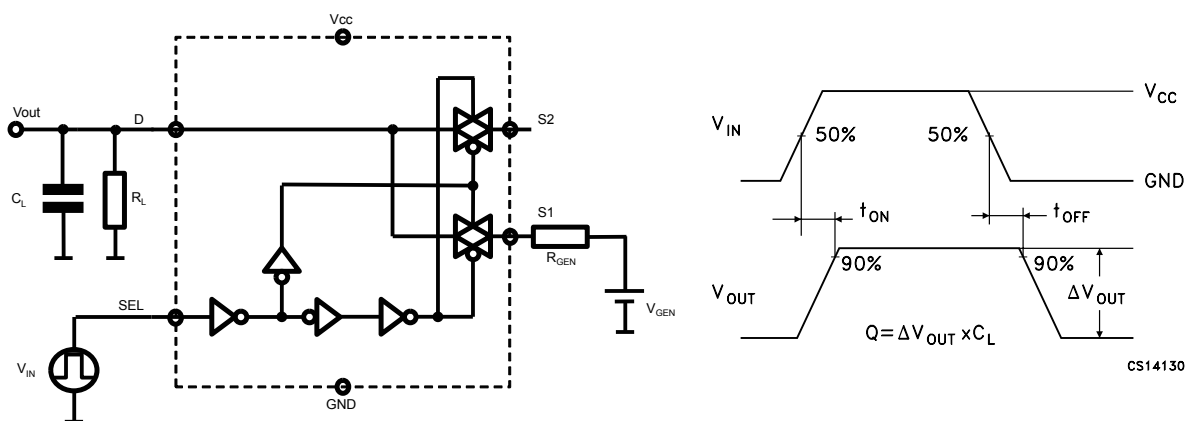 Vcc
Vout
D
S2
CL
RL
S1
RGEN
VGEN
SEL
VIN
GND
VCC
VIN
50%
50%
GND
tON
tOFF
90%
90%
VOUT
ΔVOUT
Q=ΔVOUT xCL
CS14130